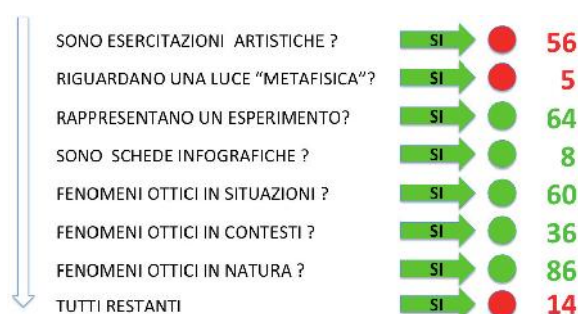 SONO ESERCITAZIONI ARTISTICHE ? SI 56
RIGUARDANO UNA LUCE “METAFISICA”? SI 5
RAPPRESENTANO UN ESPERIMENTO? SI 64
SONO SCHEDE INFOGRAFICHE ? SI 8
FENOMENI OTTICI IN SITUAZIONI ? SI 60
FENOMENI OTTICI IN CONTESTI ? SI 36
FENOMENI OTTICI IN NATURA ? SI 86
TUTTI RESTANTI SI 14